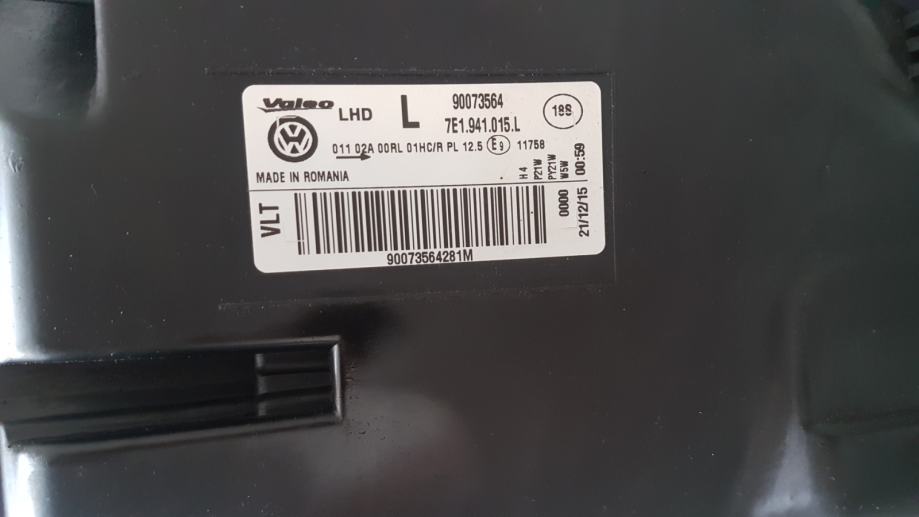 Valeo LHD L 90073564 18S
7E1.941.015.L
VW
011 02A 00RL 01HC/R PL 12.5 E9 11758
MADE IN ROMANIA
H4
P21W
PY21W
W5W
0000
21/12/15 00:59
VLT
90073564281M